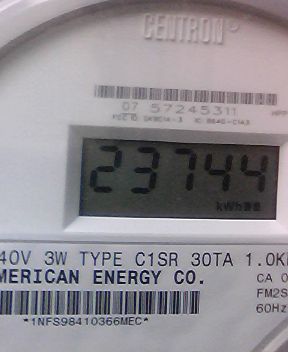 CENTRON®
07 57245311
23744
kWh
40V 3W TYPE C1SR 30TA 1.0K
MERICAN ENERGY CO.
CA 0
FM2S
60Hz
*1NFS98410366MEC*